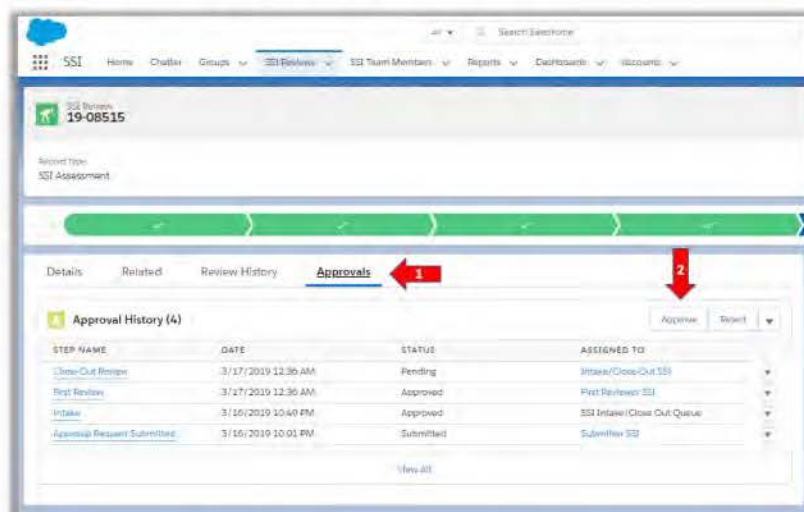 All
Search Salesforce
SSI Home Chatter Groups SSI Reviews SSI Team Members Reports Dashboards Accounts
SSI Review
19-08515
Record Type
SSI Assessment
Details Related Review History Approvals 1
2
Approval History (4) Approve Reject
STEP NAME DATE STATUS ASSIGNED TO
Close-Out Review 3/17/2019 12:36 AM Pending Intake/Close-Out SSI
First Review 3/17/2019 12:36 AM Approved First Reviewer SSI
Intake 3/16/2019 10:40 PM Approved SSI Intake/Close Out Queue
Approval Request Submitted 3/16/2019 10:01 PM Submitted Submitter SSI
View All